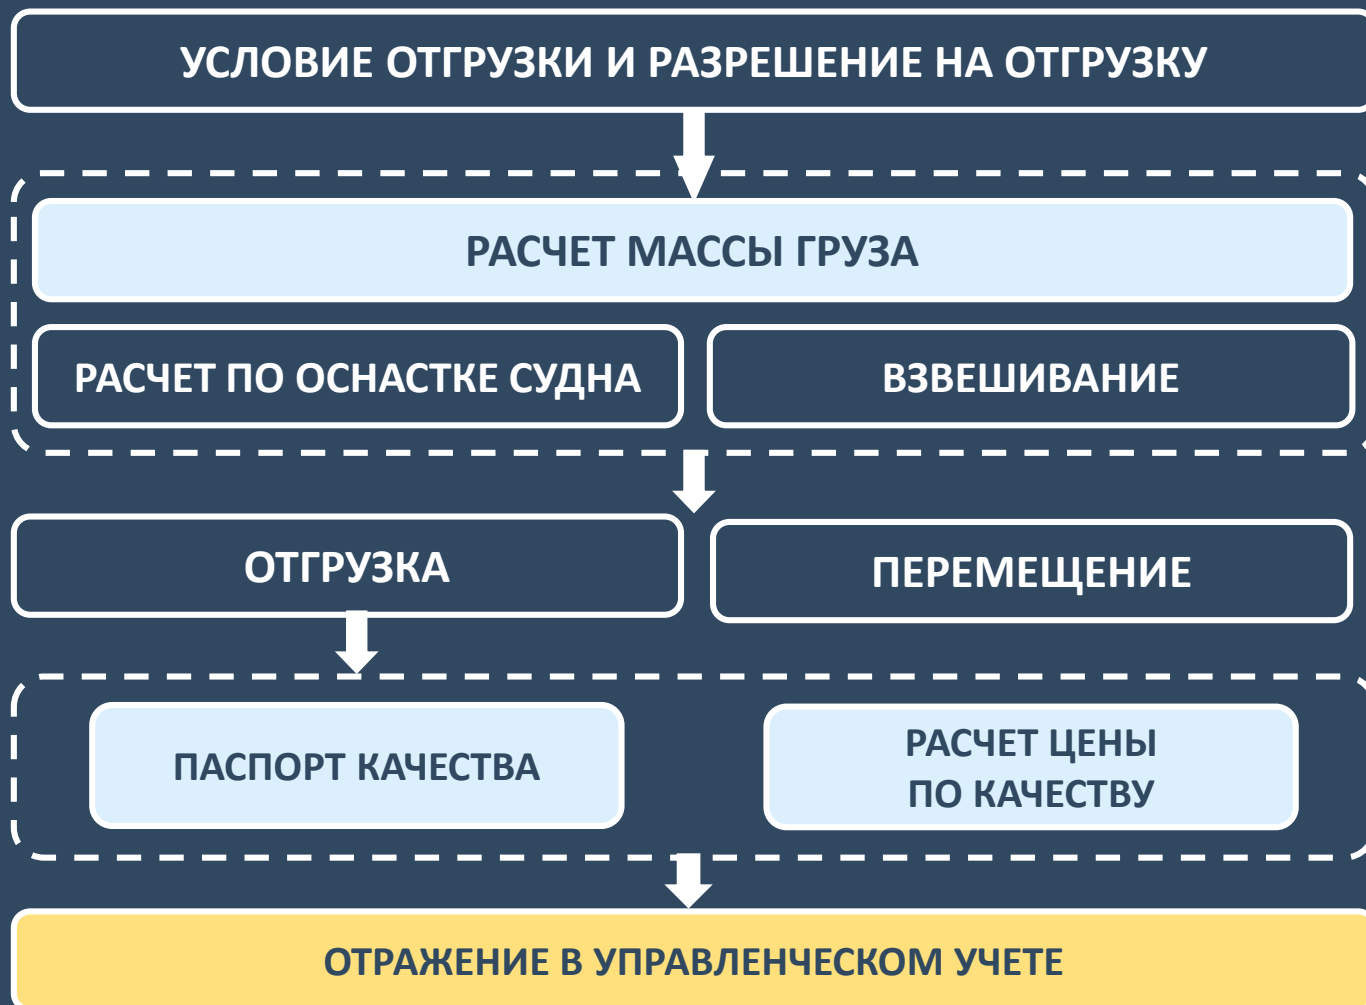 УСЛОВИЕ ОТГРУЗКИ И РАЗРЕШЕНИЕ НА ОТГРУЗКУ
РАСЧЕТ МАССЫ ГРУЗА
РАСЧЕТ ПО ОСНАСТКЕ СУДНА
ВЗВЕШИВАНИЕ
ОТГРУЗКА
ПЕРЕМЕЩЕНИЕ
ПАСПОРТ КАЧЕСТВА
РАСЧЕТ ЦЕНЫ
ПО КАЧЕСТВУ
ОТРАЖЕНИЕ В УПРАВЛЕНЧЕСКОМ УЧЕТЕ